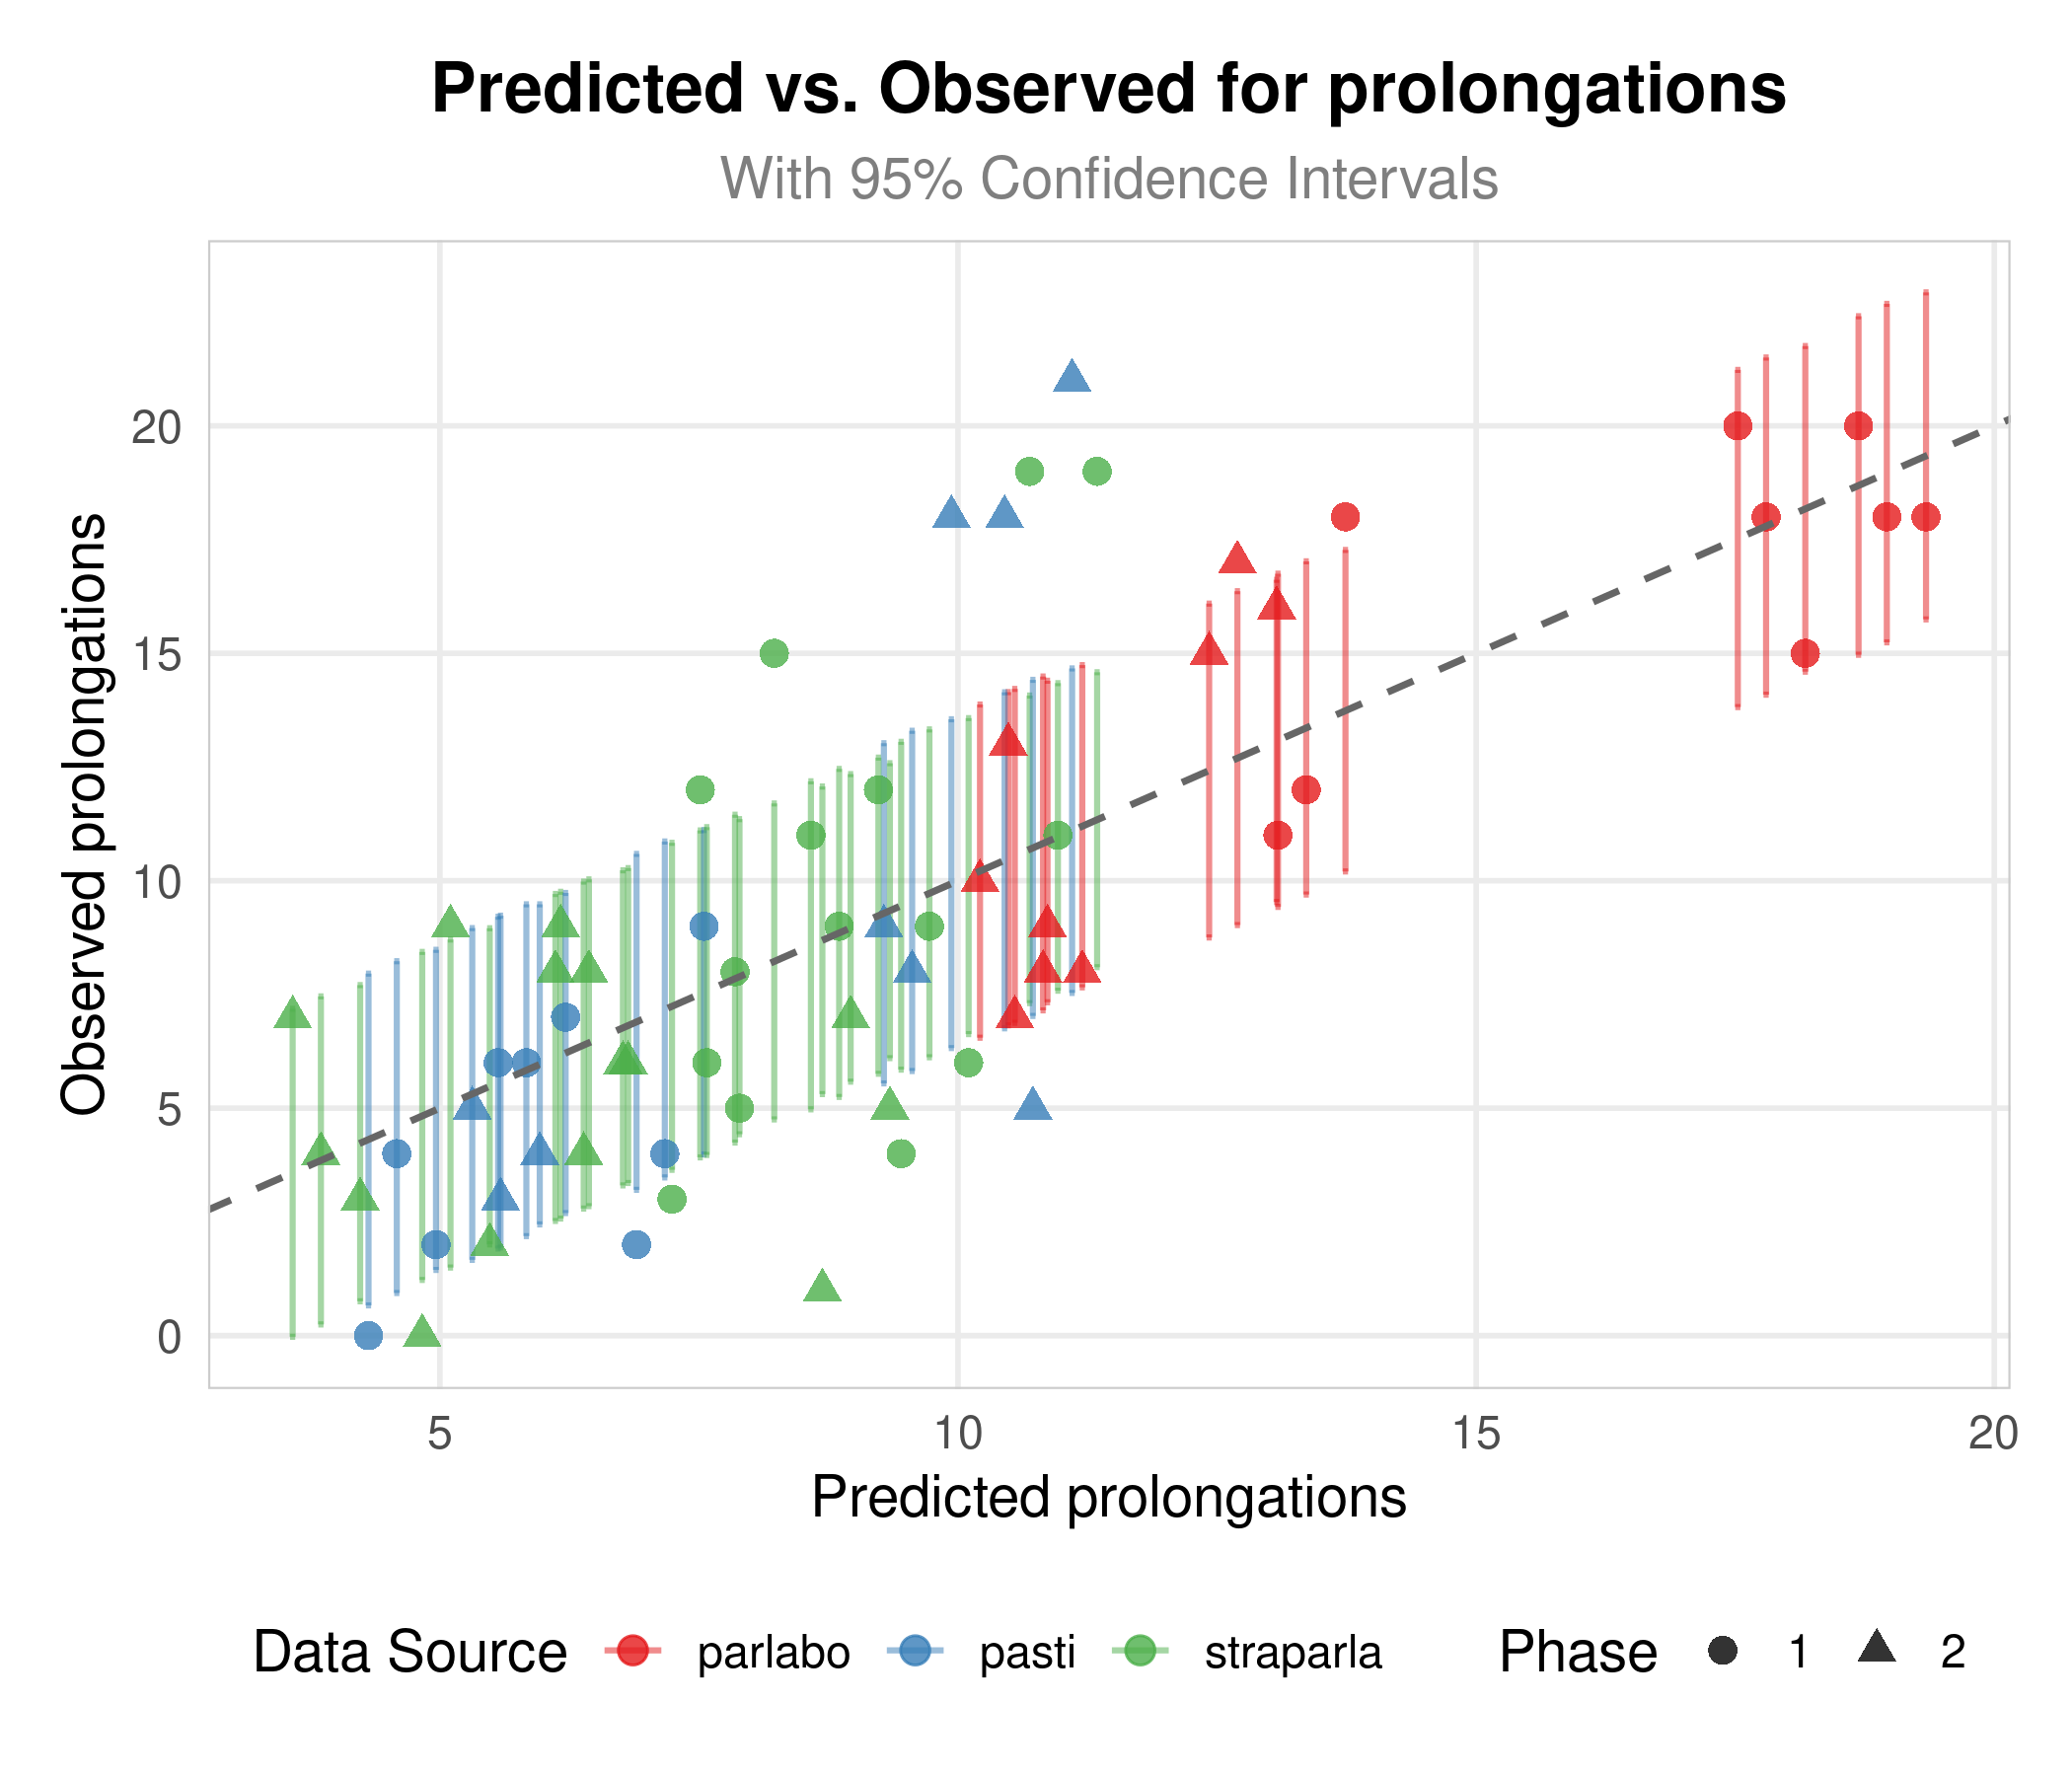 Predicted vs. Observed for prolongations
With 95% Confidence Intervals
Observed prolongations
20
15
10
5
0
5 10 15 20
Predicted prolongations
Data Source parlabo pasti straparla Phase 1 2